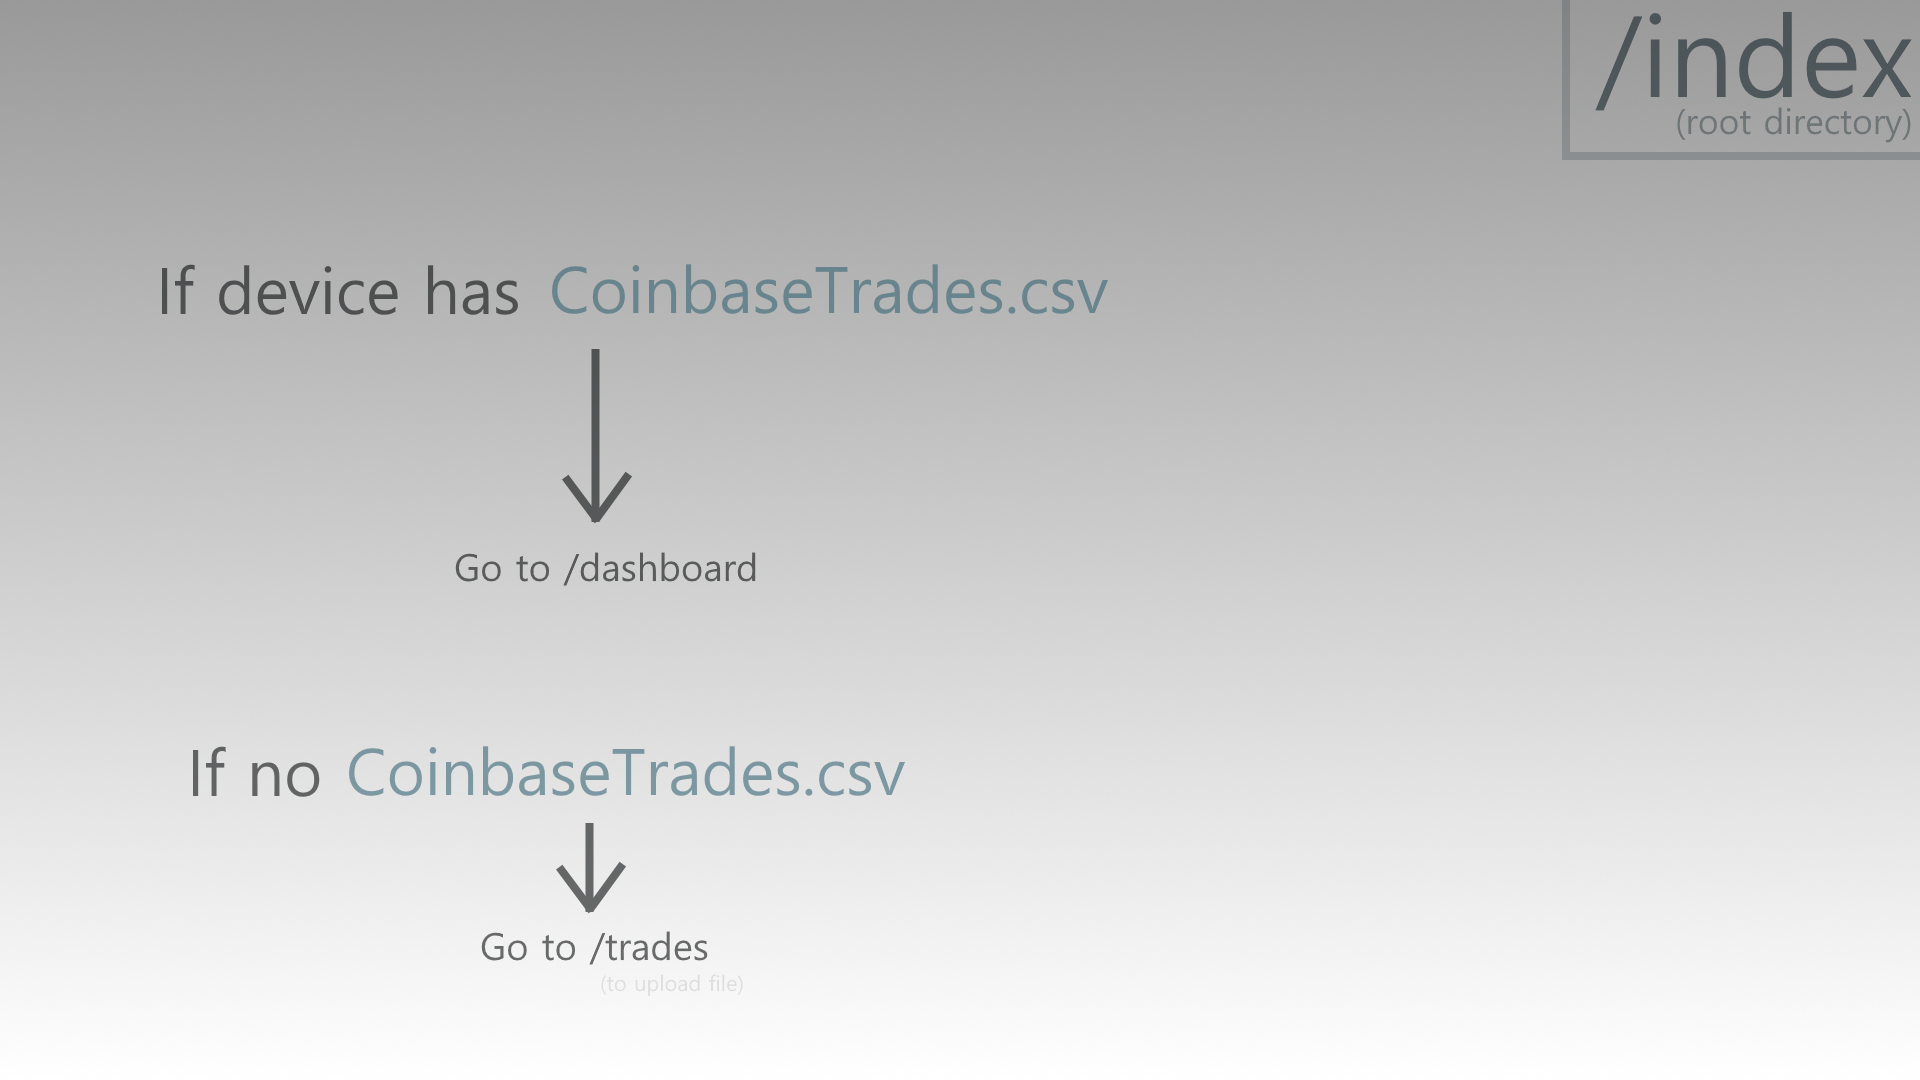 /index
(root directory)
If device has CoinbaseTrades.csv
Go to /dashboard
If no CoinbaseTrades.csv
Go to /trades
(to upload file)